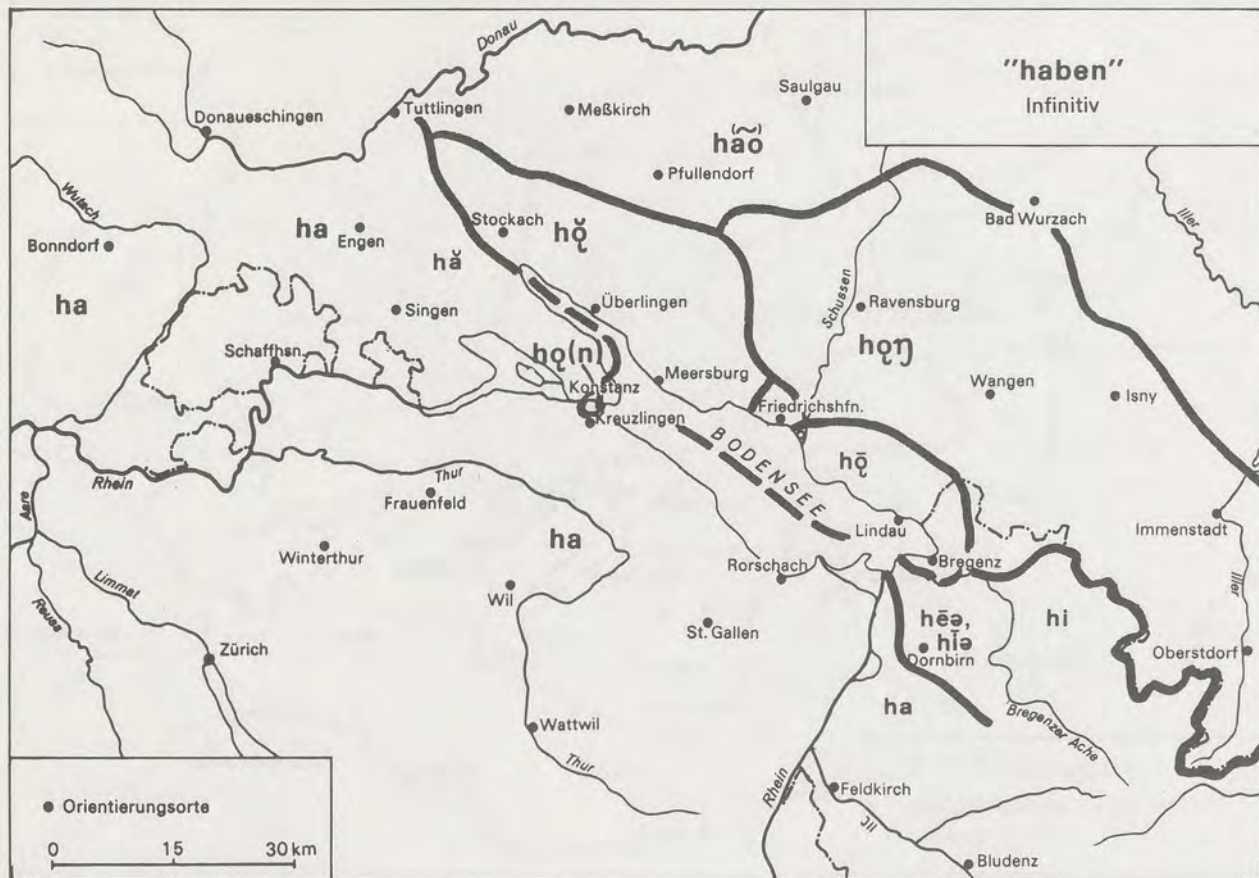 "haben"
Infinitiv
Donau
Saulgau
Tuttlingen
Meßkirch
Donaueschingen
hao͂(~)
Pfullendorf
Iller
Wutach
Bad Wurzach
Stockach
hǫ̆
ha
Engen
Bonndorf
hă
Schussen
ha
Singen
Überlingen
Ravensburg
Schaffhsn.
hǫ(n)
hǫŋ
Konstanz
Meersburg
Wangen
Isny
Kreuzlingen
Friedrichshfn.
BODENSEE
hǭ
Rhein
Thur
Aare
Frauenfeld
Lindau
Immenstadt
Winterthur
ha
Rorschach
Bregenz
Limmat
Wil
Iller
Reuss
St. Gallen
hēə,
hīə
hi
Zürich
Dornbirn
Oberstdorf
ha
Wattwil
Bregenzer Ache
Thur
Rhein
Feldkirch
Orientierungsorte
Jll
0 15 30 km
Bludenz